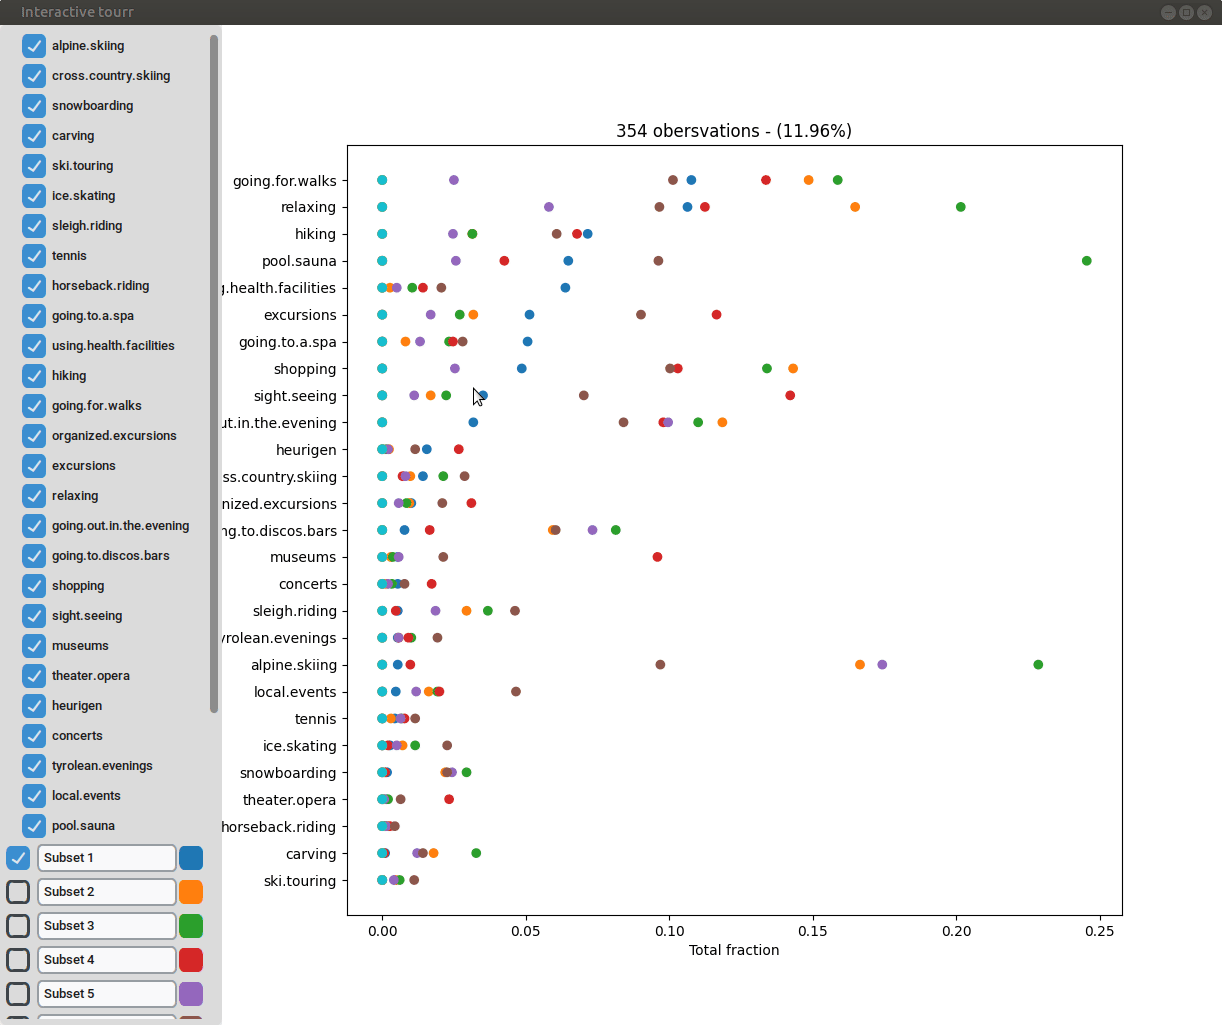 Interactive tourr
alpine.skiing
cross.country.skiing
snowboarding
carving
ski.touring
ice.skating
sleigh.riding
tennis
horseback.riding
going.to.a.spa
using.health.facilities
hiking
going.for.walks
organized.excursions
excursions
relaxing
going.out.in.the.evening
going.to.discos.bars
shopping
sight.seeing
museums
theater.opera
heurigen
concerts
tyrolean.evenings
local.events
pool.sauna
Subset 1
Subset 2
Subset 3
Subset 4
Subset 5
354 obersvations - (11.96%)
going.for.walks
relaxing
hiking
pool.sauna
g.health.facilities
excursions
going.to.a.spa
shopping
sight.seeing
ut.in.the.evening
heurigen
ss.country.skiing
nized.excursions
ng.to.discos.bars
museums
concerts
sleigh.riding
yrolean.evenings
alpine.skiing
local.events
tennis
ice.skating
snowboarding
theater.opera
horseback.riding
carving
ski.touring
0.00 0.05 0.10 0.15 0.20 0.25
Total fraction